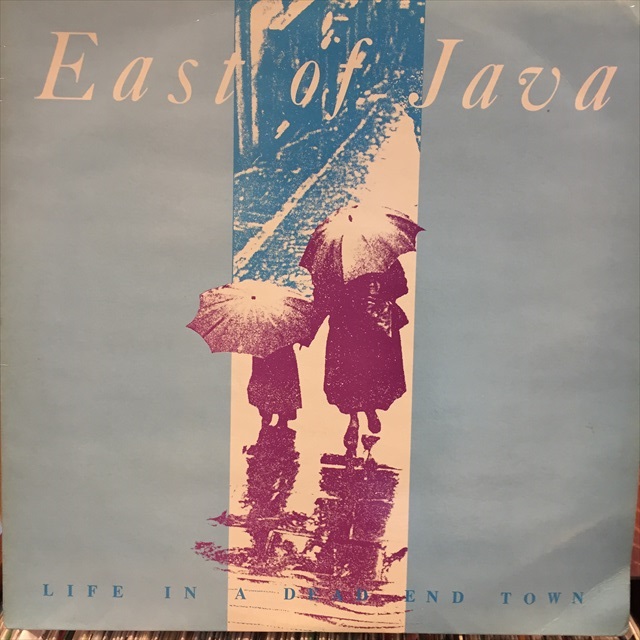 East of Java
LIFE IN A DEAD END TOWN